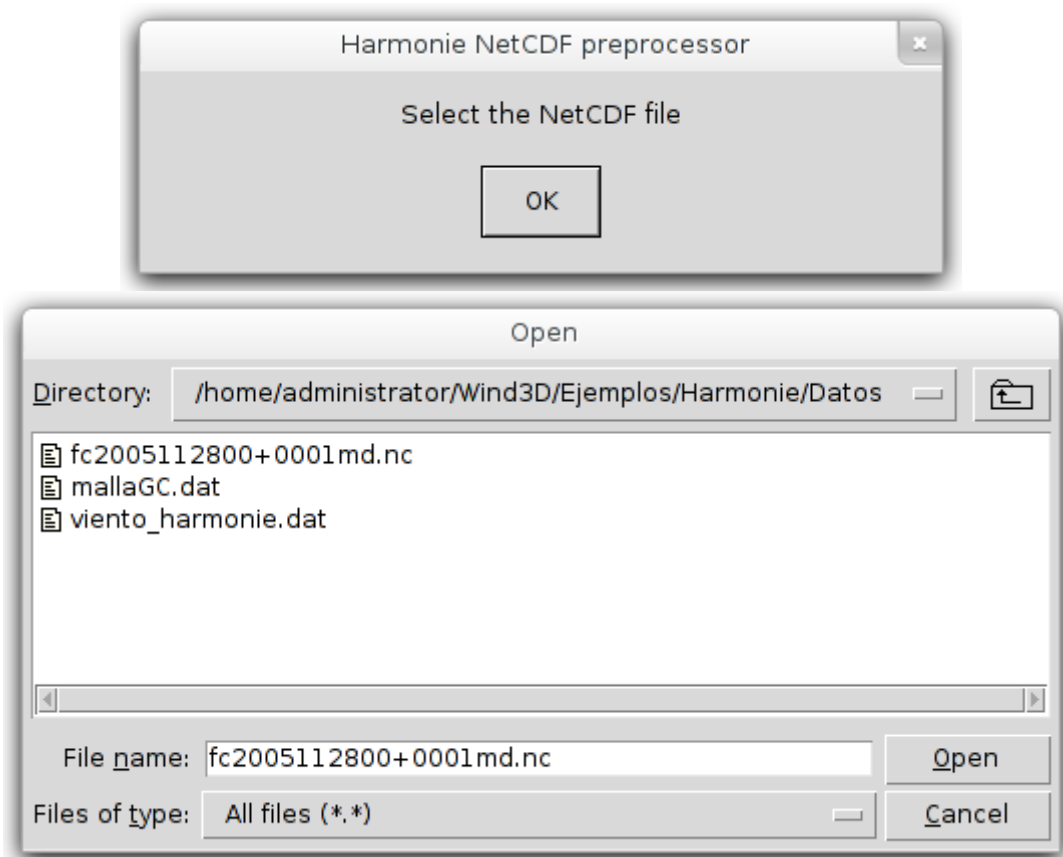 Harmonie NetCDF preprocessor
Select the NetCDF file
OK
Open
Directory: /home/administrator/Wind3D/Ejemplos/Harmonie/Datos
fc2005112800+0001md.nc
mallaGC.dat
viento_harmonie.dat
File name: fc2005112800+0001md.nc Open
Files of type: All files (*.*) Cancel